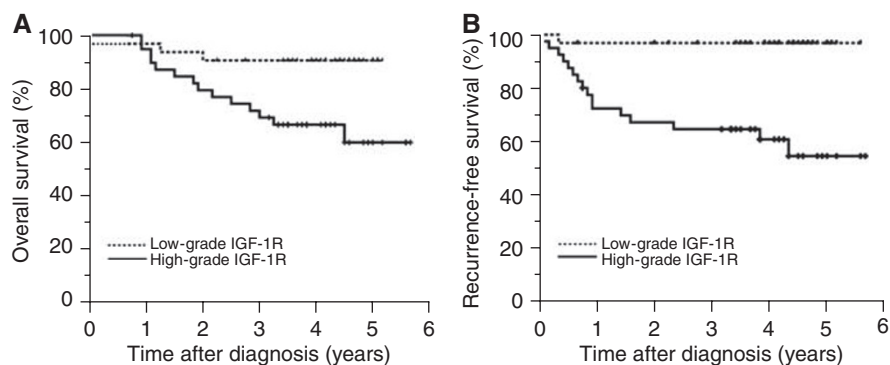 A
Overall survival (%)
100
80
60
40
20
0
Low-grade IGF-1R
High-grade IGF-1R
0 1 2 3 4 5 6
Time after diagnosis (years)
B
Recurrence-free survival (%)
100
80
60
40
20
0
Low-grade IGF-1R
High-grade IGF-1R
0 1 2 3 4 5 6
Time after diagnosis (years)